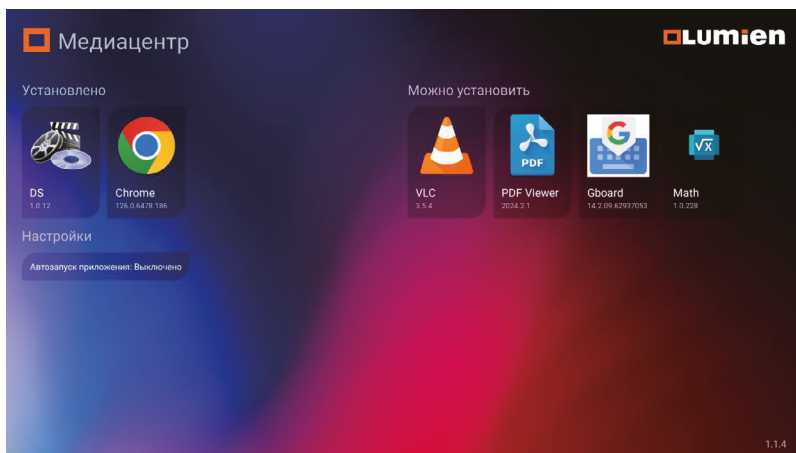 Медиацентр
Lumien
Установлено
Можно установить
PDF
G
√x
DS
Chrome
VLC
PDF Viewer
Gboard
Math
1.0.12
126.0.6478.186
3.5.4
2024.2.1
14.2.09.62937053
1.0.228
Настройки
Автозапуск приложения: Выключено
1.1.4